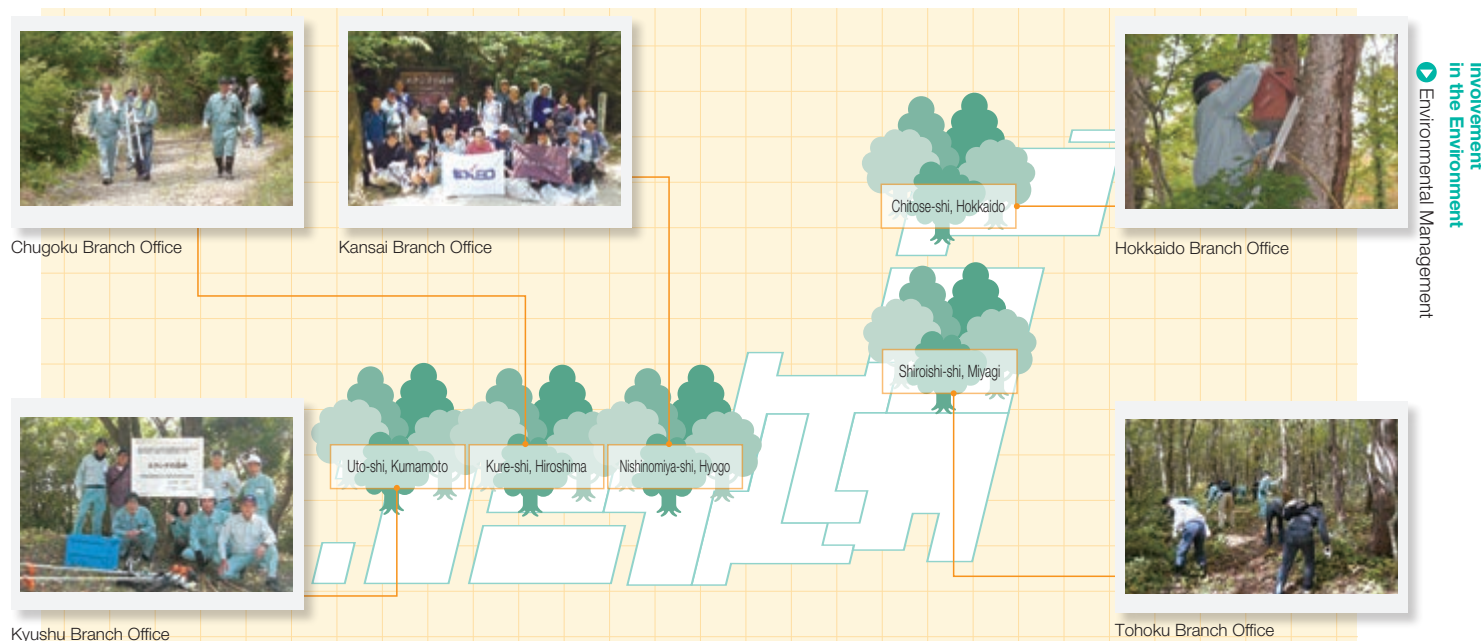 Chugoku Branch Office
Kansai Branch Office
EXEO
Chitose-shi, Hokkaido
Hokkaido Branch Office
Involvement
in the Environment
Environmental Management
Shiroishi-shi, Miyagi
Uto-shi, Kumamoto
Kure-shi, Hiroshima
Nishinomiya-shi, Hyogo
Kyushu Branch Office
Tohoku Branch Office